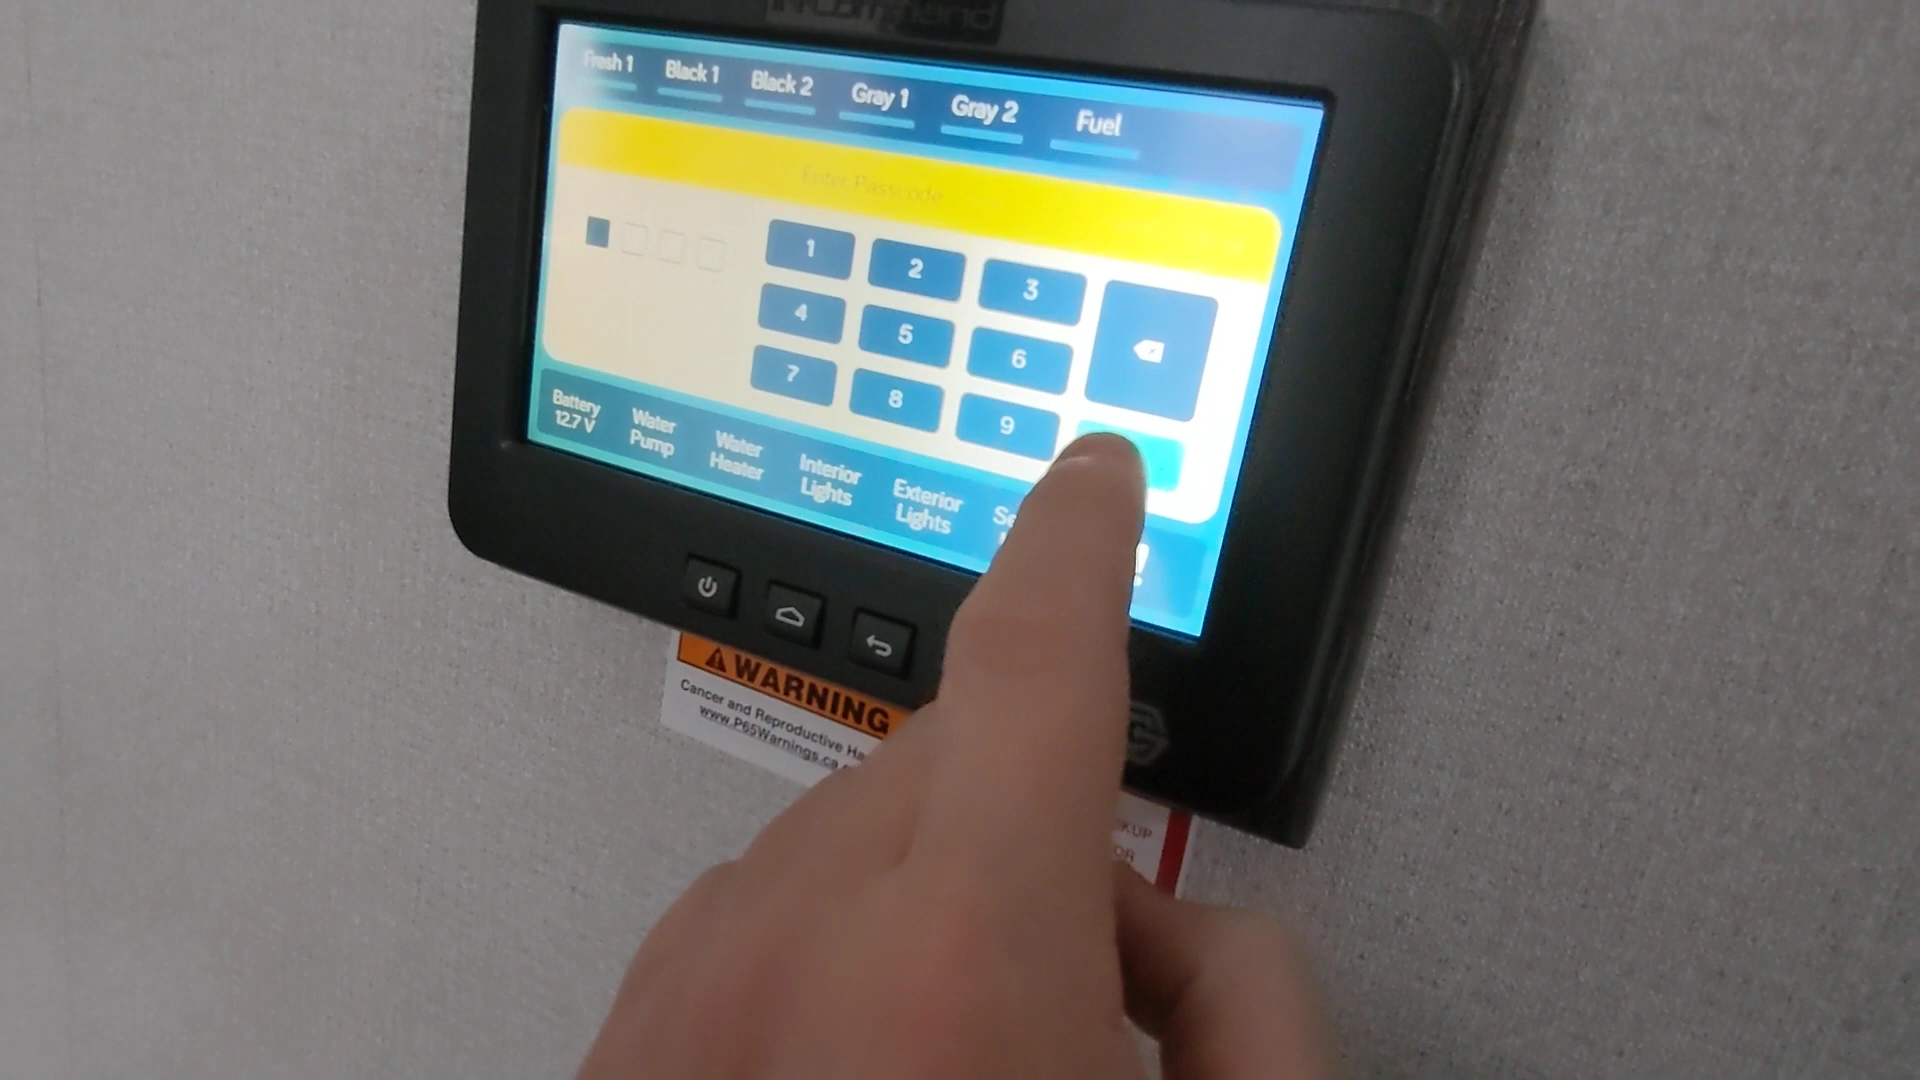 Fresh 1
Black 1
Black 2
Gray 1
Gray 2
Fuel
Enter Passcode
1
2
3
4
5
6
7
8
9
Battery
12.7 V
Water
Pump
Water
Heater
Interior
Lights
Exterior
Lights
WARNING
Cancer and Reproductive
www.P65Warnings.ca